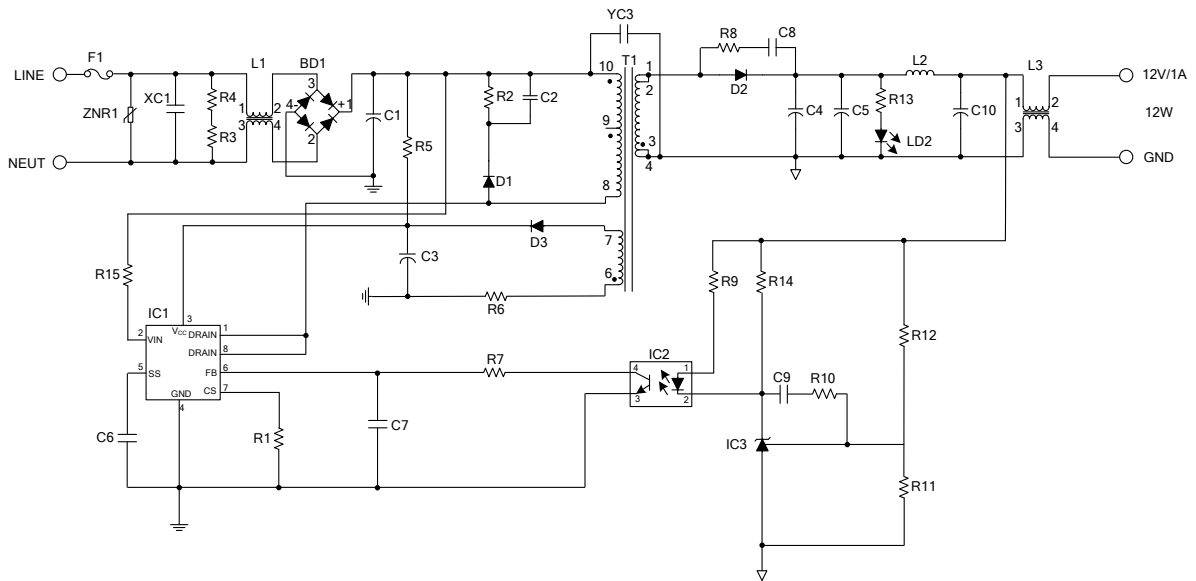 YC3
F1
R8
C8
T1
L1
BD1
10
1
L2
L3
LINE
3
2
12V/1A
D2
XC1
R4
4
+1
R2
C2
ZNR1
1
2
C1
9
C4
C5
R13
C10
1
2
12W
3
4
R3
2
R5
3
LD2
3
4
NEUT
4
GND
D1
8
7
D3
C3
6
R15
R6
R9
R14
IC1
3
VCC
DRAIN
1
R12
2
VIN
DRAIN
8
R7
IC2
5
SS
FB
6
4
1
C9
R10
GND
CS
7
3
2
4
C6
R1
C7
IC3
R11